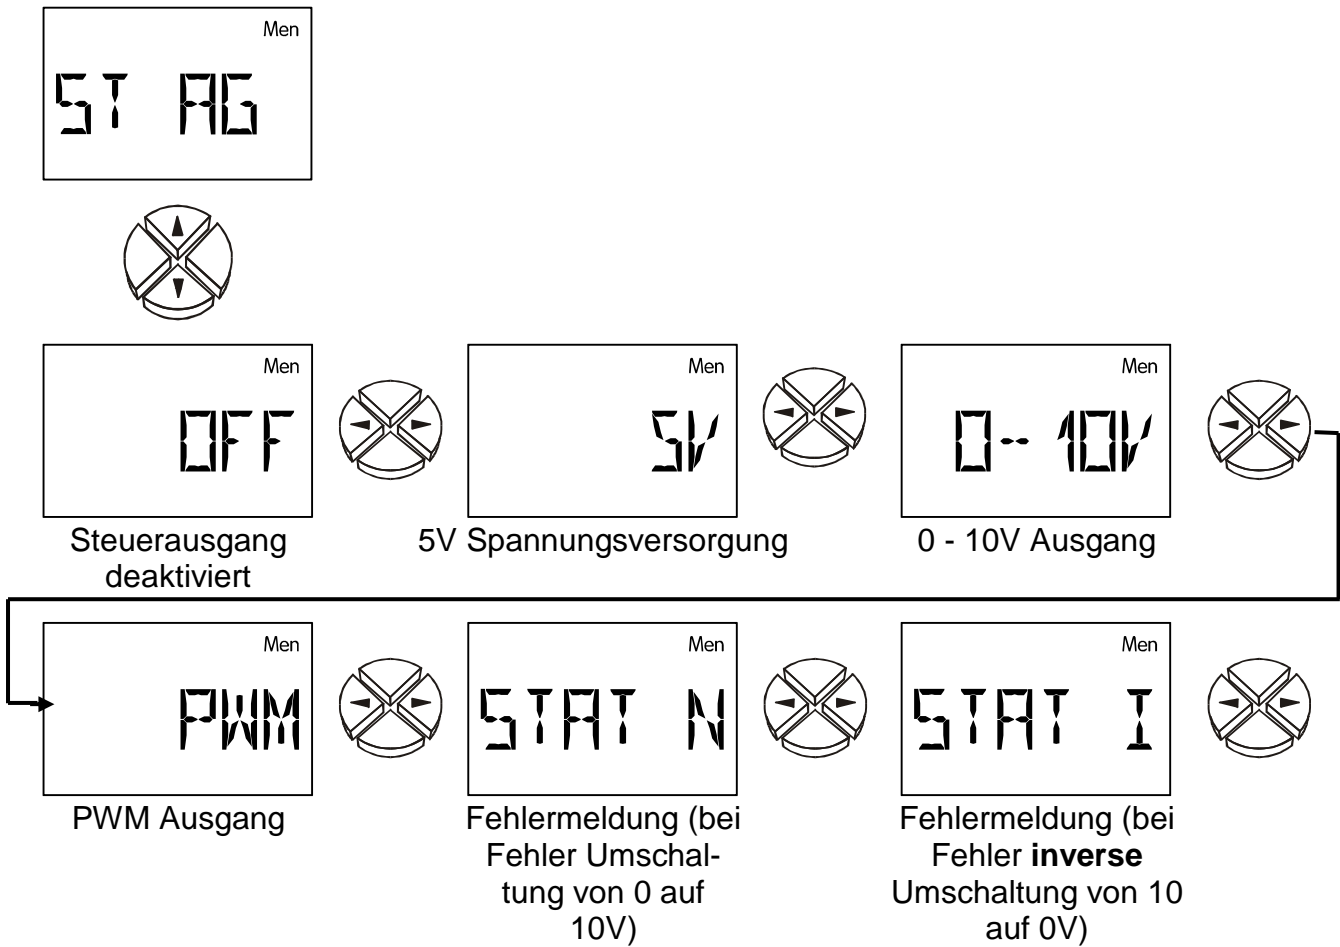 Men
ST AG
Men
OFF
Men
5V
Men
0--10V
Steuerausgang
deaktiviert
5V Spannungsversorgung
0 - 10V Ausgang
Men
PWM
Men
STAT N
Men
STAT I
PWM Ausgang
Fehlermeldung (bei
Fehler Umschal-
tung von 0 auf
10V)
Fehlermeldung (bei
Fehler inverse
Umschaltung von 10
auf 0V)